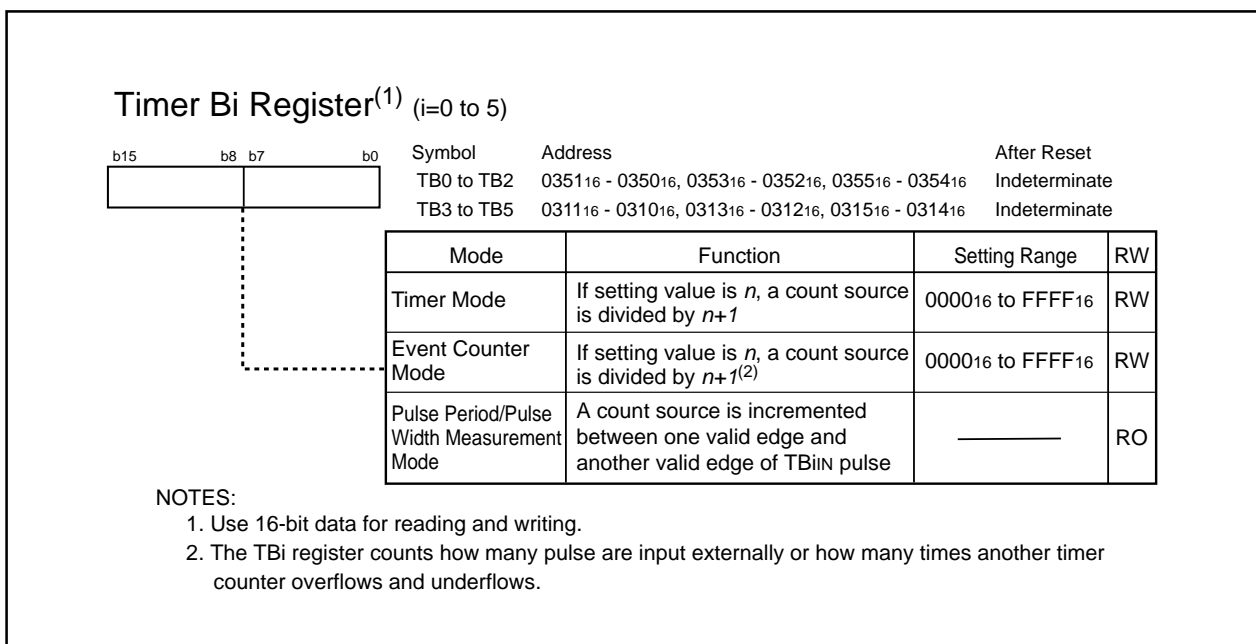 Timer Bi Register(1) (i=0 to 5)
b15 b8 b7 b0
Symbol Address After Reset
TB0 to TB2 035116 - 035016, 035316 - 035216, 035516 - 035416 Indeterminate
TB3 to TB5 031116 - 031016, 031316 - 031216, 031516 - 031416 Indeterminate
Mode Function Setting Range RW
Timer Mode If setting value is n, a count source is divided by n+1 000016 to FFFF16 RW
Event Counter Mode If setting value is n, a count source is divided by n+1(2) 000016 to FFFF16 RW
Pulse Period/Pulse Width Measurement Mode A count source is incremented between one valid edge and another valid edge of TBiIN pulse RO
NOTES:
1. Use 16-bit data for reading and writing.
2. The TBi register counts how many pulse are input externally or how many times another timer
counter overflows and underflows.